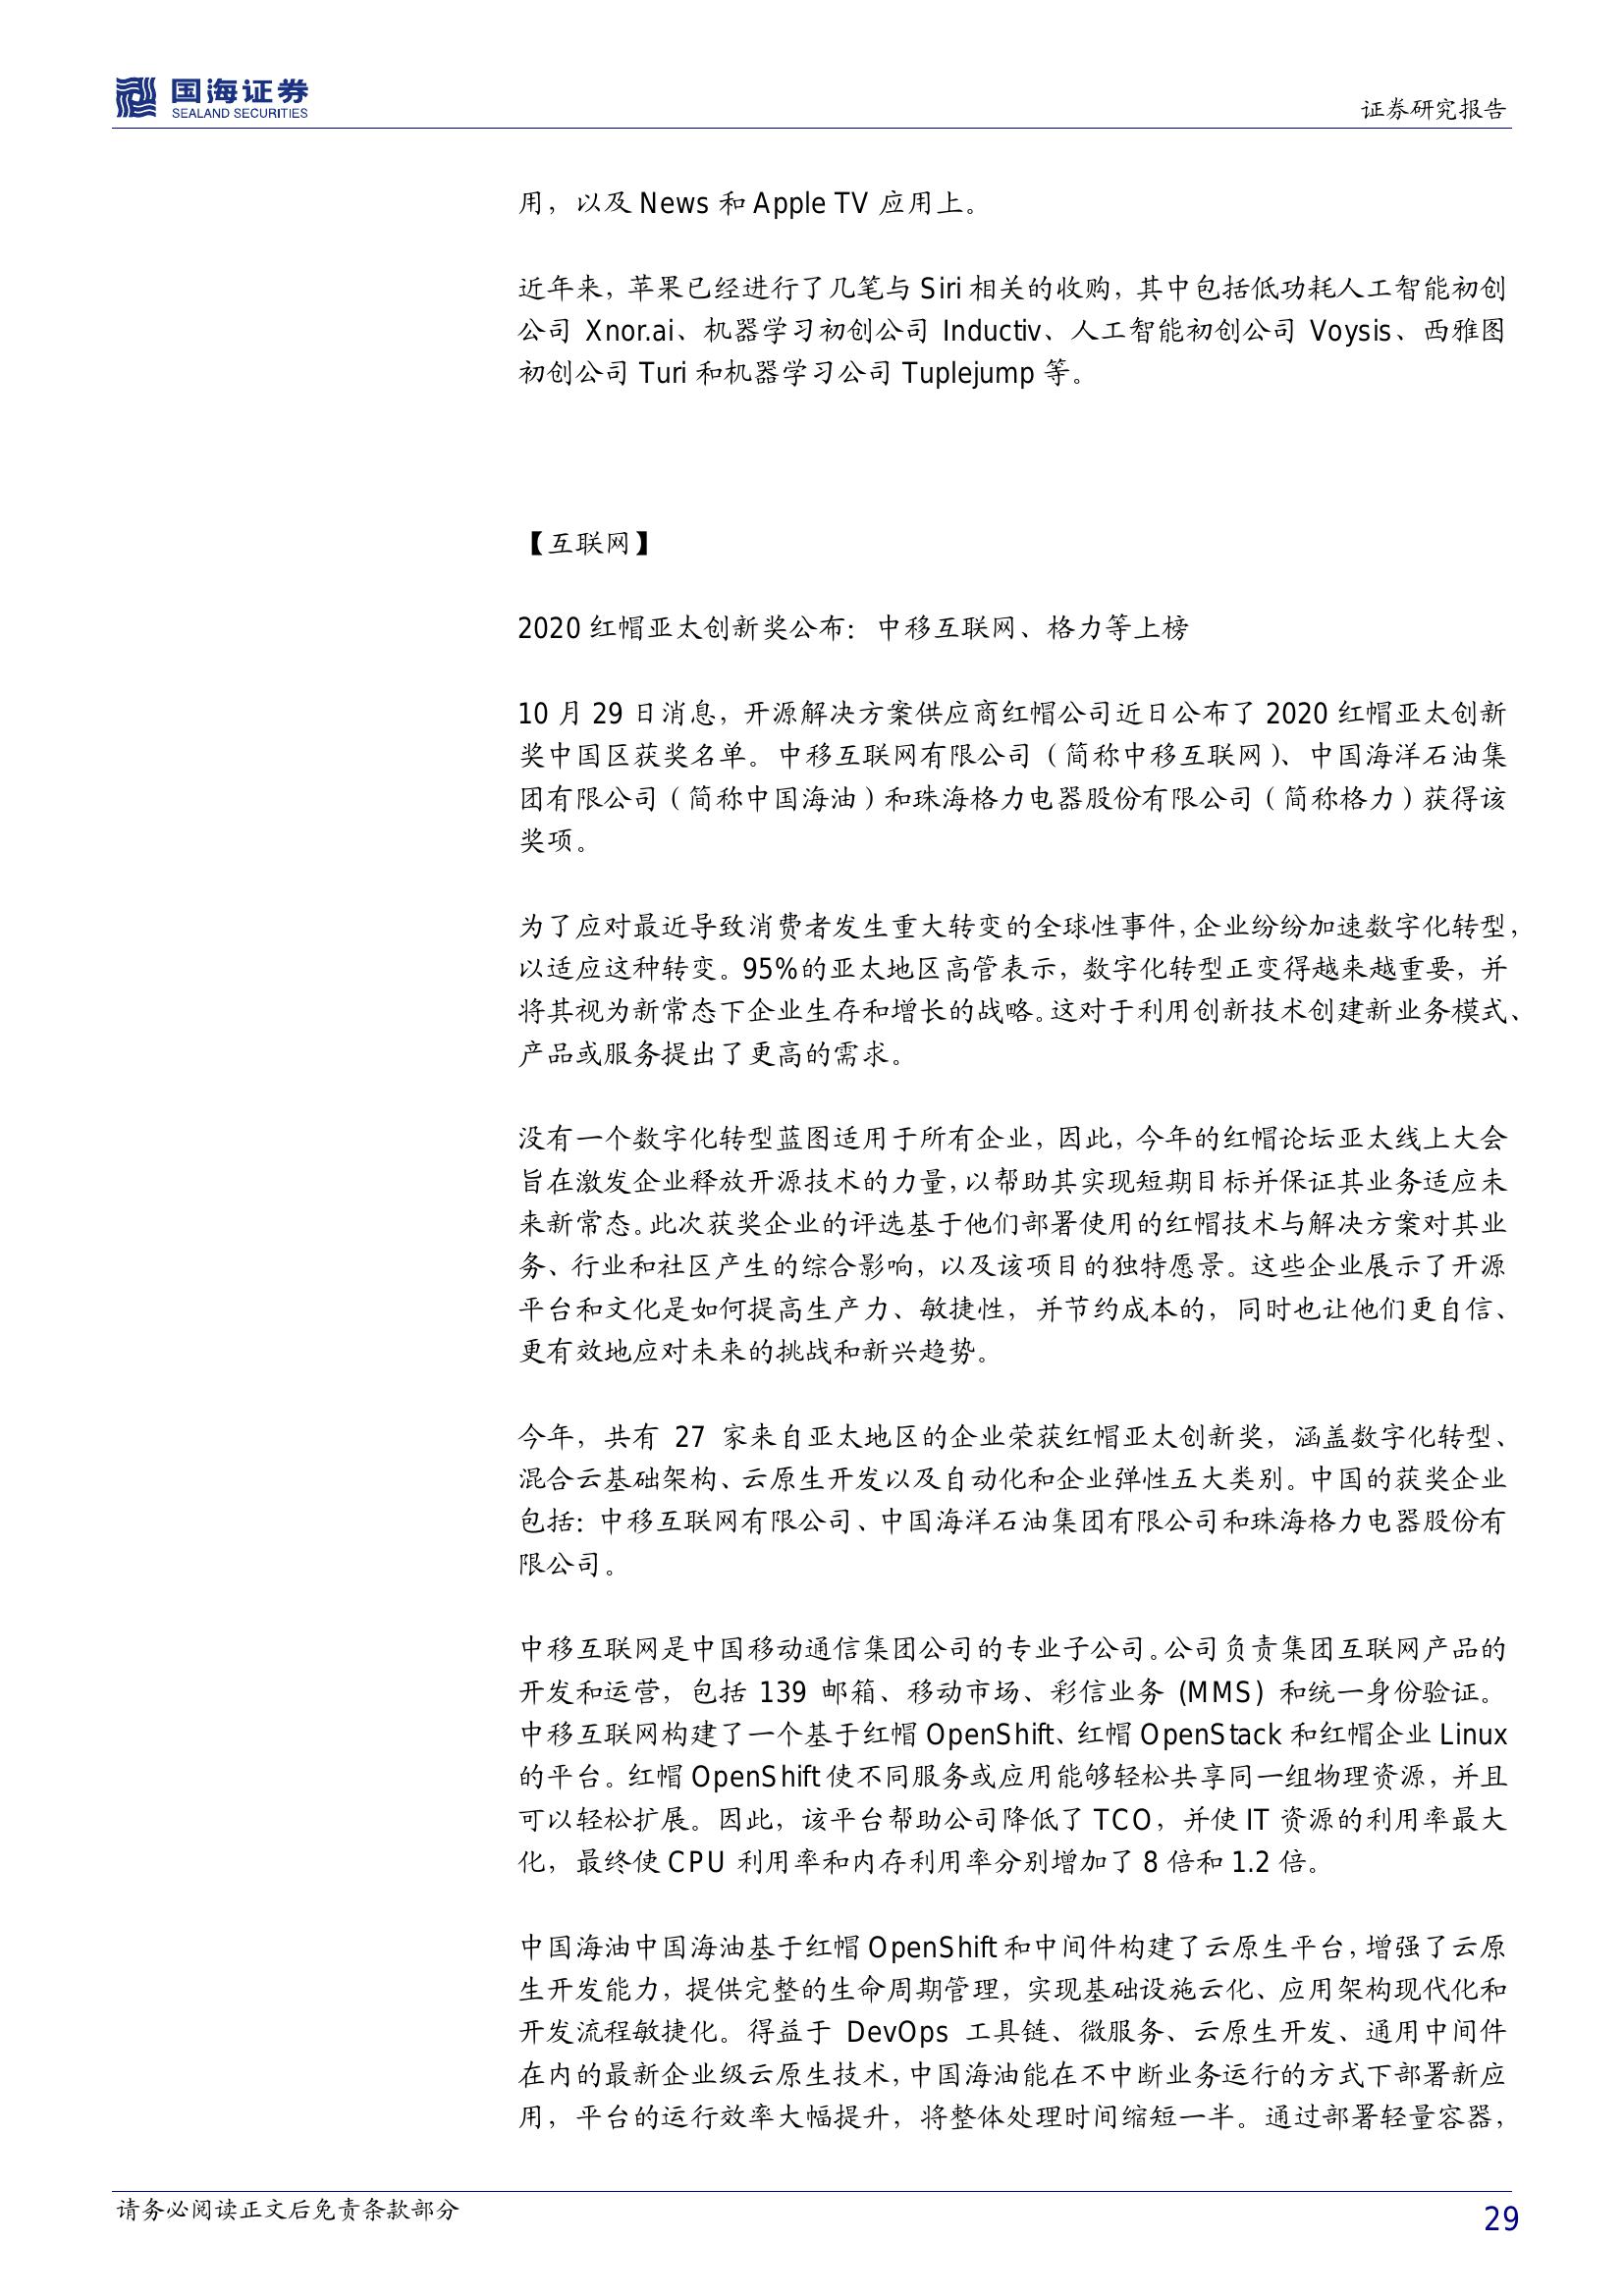 国海证券
SEALAND SECURITIES
证券研究报告
用，以及 News 和 Apple TV 应用上。
近年来，苹果已经进行了几笔与 Siri 相关的收购，其中包括低功耗人工智能初创
公司 Xnor.ai、机器学习初创公司 Inductiv、人工智能初创公司 Voysis、西雅图
初创公司 Turi 和机器学习公司 Tuplejump 等。
【互联网】
2020 红帽亚太创新奖公布：中移互联网、格力等上榜
10 月 29 日消息，开源解决方案供应商红帽公司近日公布了 2020 红帽亚太创新
奖中国区获奖名单。中移互联网有限公司（简称中移互联网）、中国海洋石油集
团有限公司（简称中国海油）和珠海格力电器股份有限公司（简称格力）获得该
奖项。
为了应对最近导致消费者发生重大转变的全球性事件，企业纷纷加速数字化转型，
以适应这种转变。95%的亚太地区高管表示，数字化转型正变得越来越重要，并
将其视为新常态下企业生存和增长的战略。这对于利用创新技术创建新业务模式、
产品或服务提出了更高的需求。
没有一个数字化转型蓝图适用于所有企业，因此，今年的红帽论坛亚太线上大会
旨在激发企业释放开源技术的力量，以帮助其实现短期目标并保证其业务适应未
来新常态。此次获奖企业的评选基于他们部署使用的红帽技术与解决方案对其业
务、行业和社区产生的综合影响，以及该项目的独特愿景。这些企业展示了开源
平台和文化是如何提高生产力、敏捷性，并节约成本的，同时也让他们更自信、
更有效地应对未来的挑战和新兴趋势。
今年，共有 27 家来自亚太地区的企业荣获红帽亚太创新奖，涵盖数字化转型、
混合云基础架构、云原生开发以及自动化和企业弹性五大类别。中国的获奖企业
包括：中移互联网有限公司、中国海洋石油集团有限公司和珠海格力电器股份有
限公司。
中移互联网是中国移动通信集团公司的专业子公司。公司负责集团互联网产品的
开发和运营，包括 139 邮箱、移动市场、彩信业务 (MMS) 和统一身份验证。
中移互联网构建了一个基于红帽 OpenShift、红帽 OpenStack 和红帽企业 Linux
的平台。红帽 OpenShift 使不同服务或应用能够轻松共享同一组物理资源，并且
可以轻松扩展。因此，该平台帮助公司降低了 TCO，并使 IT 资源的利用率最大
化，最终使 CPU 利用率和内存利用率分别增加了 8 倍和 1.2 倍。
中国海油中国海油基于红帽 OpenShift 和中间件构建了云原生平台，增强了云原
生开发能力，提供完整的生命周期管理，实现基础设施云化、应用架构现代化和
开发流程敏捷化。得益于 DevOps 工具链、微服务、云原生开发、通用中间件
在内的最新企业级云原生技术，中国海油能在不中断业务运行的方式下部署新应
用，平台的运行效率大幅提升，将整体处理时间缩短一半。通过部署轻量容器，
请务必阅读正文后免责条款部分
29